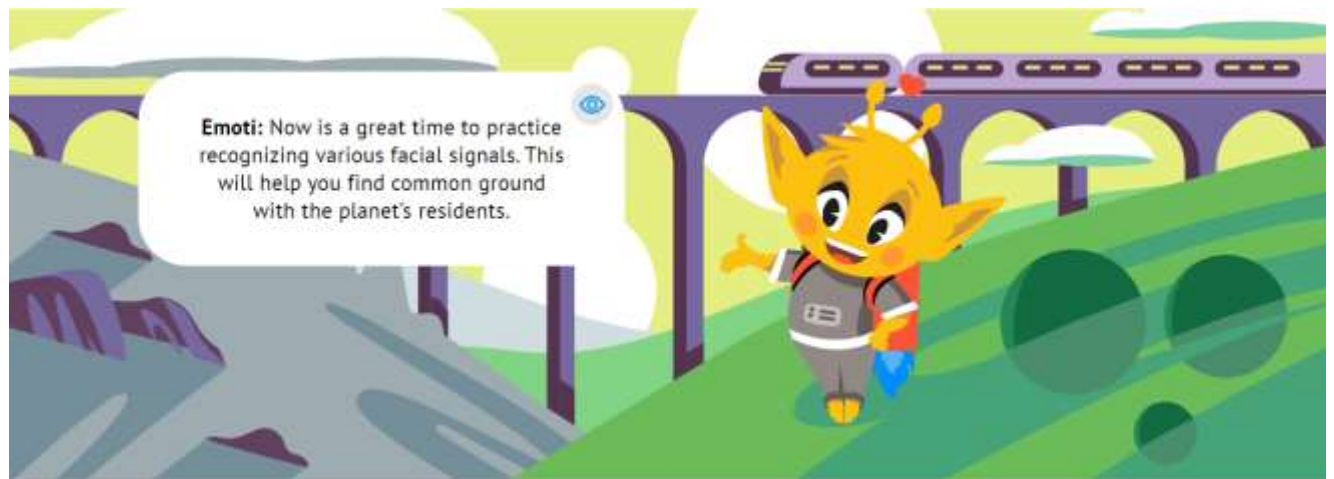 Emoti: Now is a great time to practice
recognizing various facial signals. This
will help you find common ground
with the planet's residents.